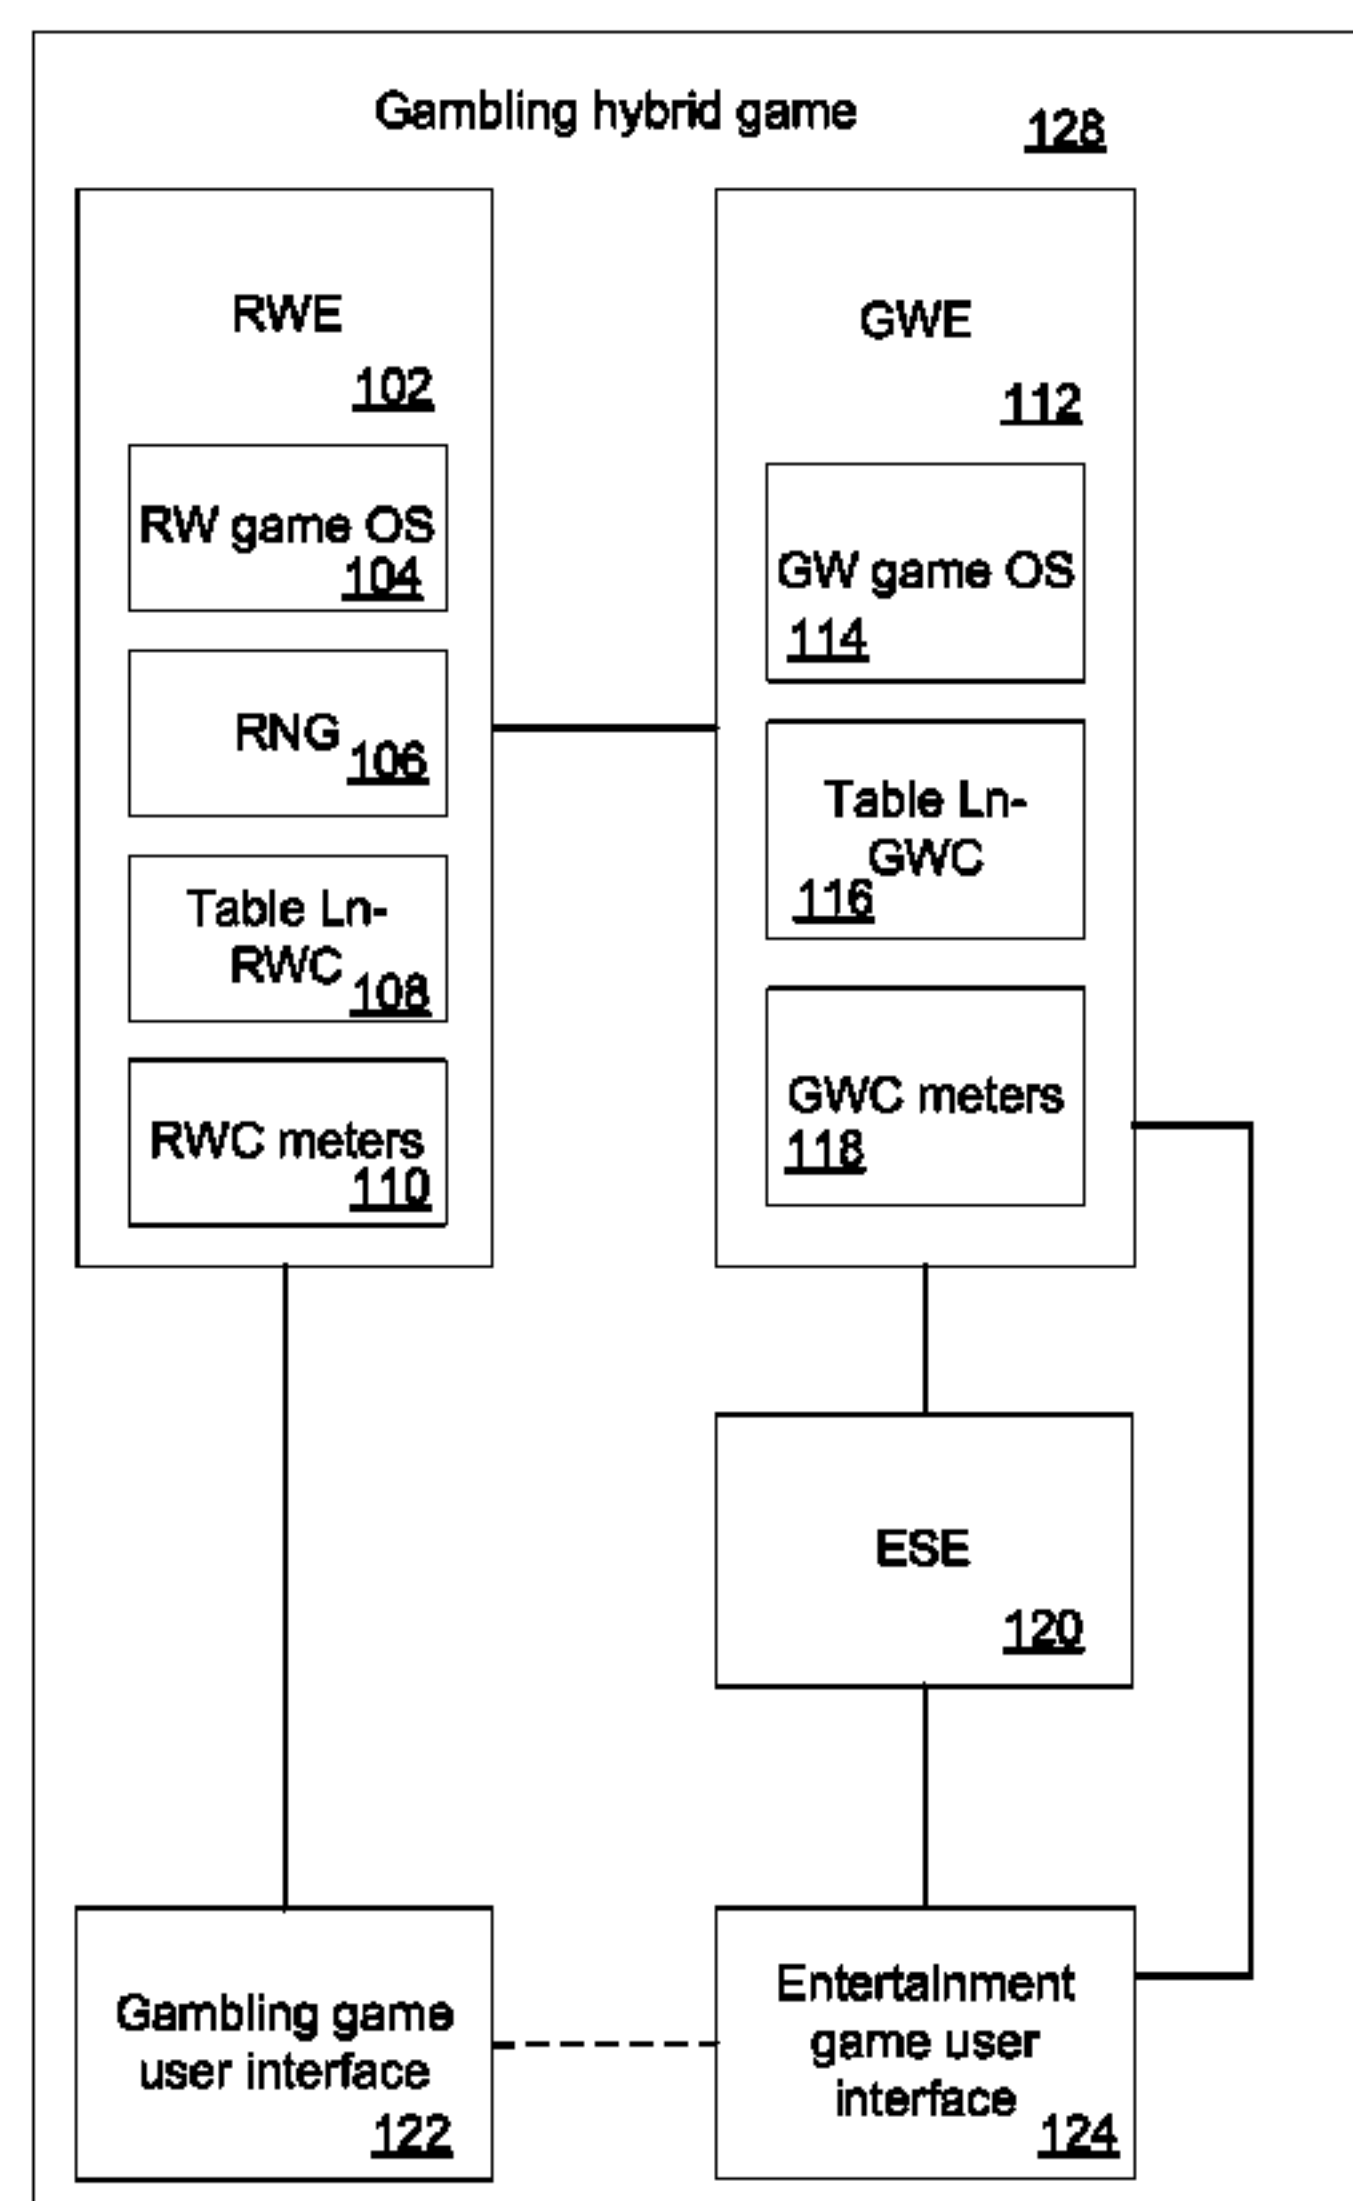 Gambling hybrid game
128
RWE
102
RW game OS
104
RNG
106
Table Ln-
RWC
108
RWC meters
110
GWE
112
GW game OS
114
Table Ln-
GWC
116
GWC meters
118
ESE
120
Gambling game
user interface
122
Entertainment
game user
interface
124